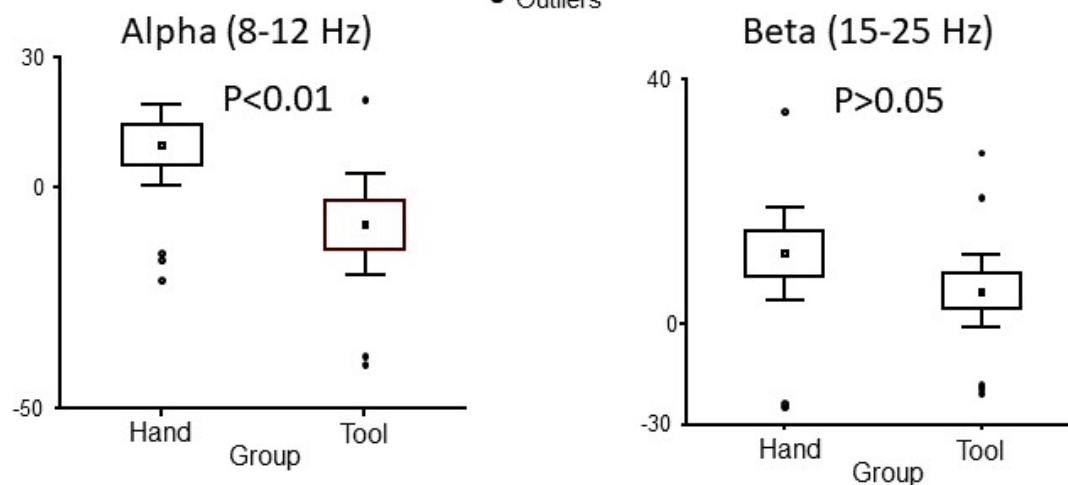 Outliers
Alpha (8-12 Hz)
30
P<0.01
0
-50
Hand
Tool
Group
Beta (15-25 Hz)
40
P>0.05
0
-30
Hand
Tool
Group